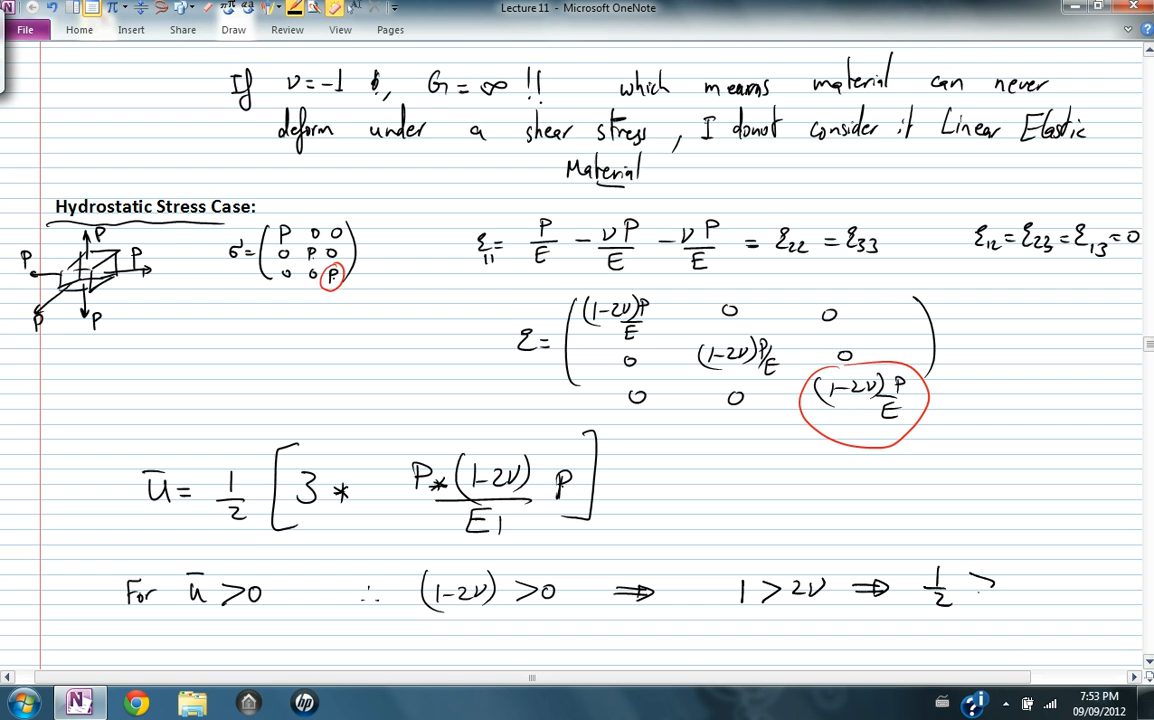 Lecture 11 - Microsoft OneNote
File Home Insert Share Draw Review View Pages
If ν=-1 , G=∞ !! which means material can never
deform under a shear stress, I donot consider it Linear Elastic
Material
Hydrostatic Stress Case:
P P P P P
σ = (P 0 0
0 P 0
0 0 P)
ε11 = P/E - νP/E - νP/E = ε22 = ε33
ε12 = ε23 = ε13 = 0
ε = ((1-2ν)P/E 0 0
0 (1-2ν)P/E 0
0 0 (1-2ν)P/E)
ū = 1/2 [3 * P*(1-2ν)/E P]
For ū >0 ∴ (1-2ν) >0 ⇒ 1 > 2ν ⇒ 1/2 >
7:53 PM
09/09/2012